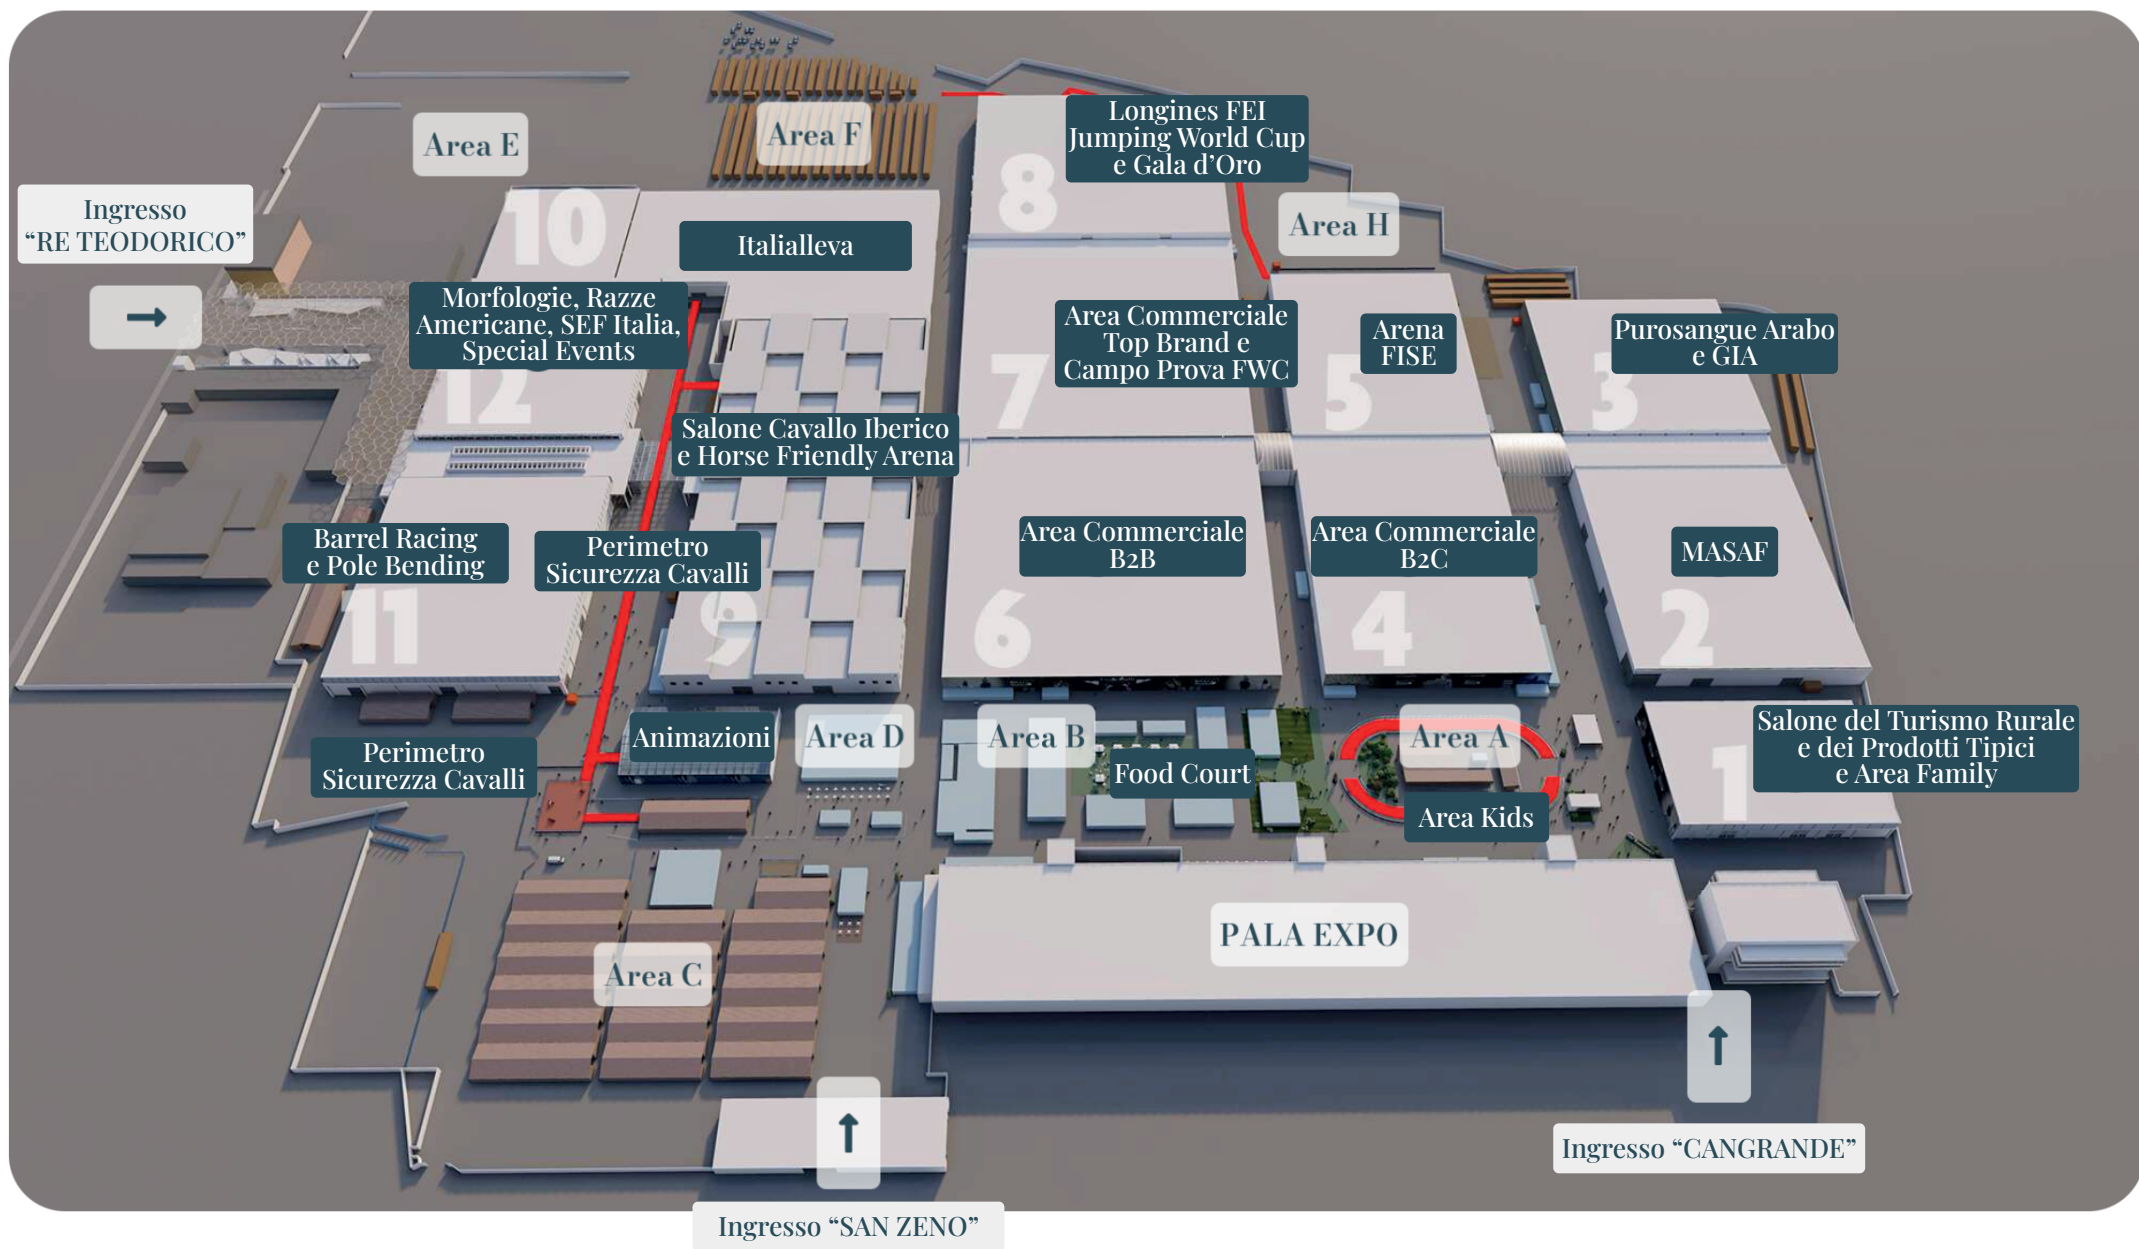 Longines FEI
Jumping World Cup
e Gala d’Oro
Area E
Area F
8
Area H
Ingresso
“RE TEODORICO”
10
Italialleva
→
Morfologie, Razze
Americane, SEF Italia,
Special Events
12
Area Commerciale
Top Brand e
Campo Prova FWC
7
Arena
FISE
5
Purosangue Arabo
e GIA
3
Salone Cavallo Iberico
e Horse Friendly Arena
Barrel Racing
e Pole Bending
11
Perimetro
Sicurezza Cavalli
9
Area Commerciale
B2B
6
Area Commerciale
B2C
4
MASAF
2
Perimetro
Sicurezza Cavalli
Animazioni
Area D
Area B
Food Court
Area A
Area Kids
Salone del Turismo Rurale
e dei Prodotti Tipici
e Area Family
1
Area C
PALA EXPO
↑
↑
Ingresso “CANGRANDE”
Ingresso “SAN ZENO”